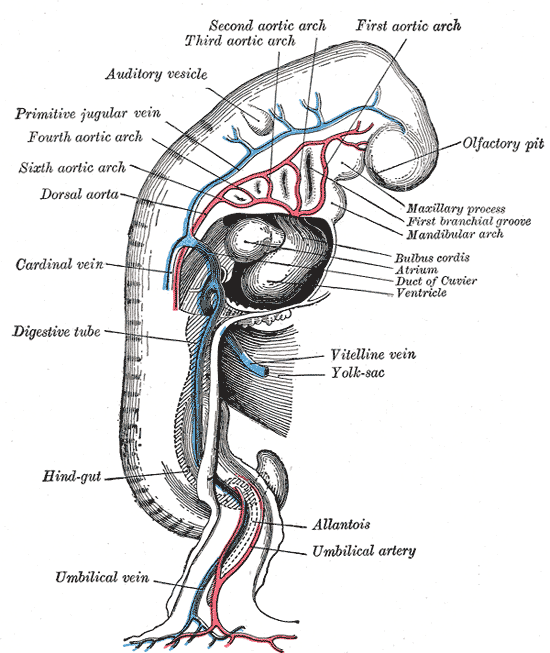 Second aortic arch
First aortic arch
Third aortic arch
Auditory vesicle
Primitive jugular vein
Fourth aortic arch
Olfactory pit
Sixth aortic arch
Dorsal aorta
Maxillary process
First branchial groove
Mandibular arch
Cardinal vein
Bulbus cordis
Atrium
Duct of Cuvier
Ventricle
Digestive tube
Vitelline vein
Yolk-sac
Hind-gut
Allantois
Umbilical artery
Umbilical vein